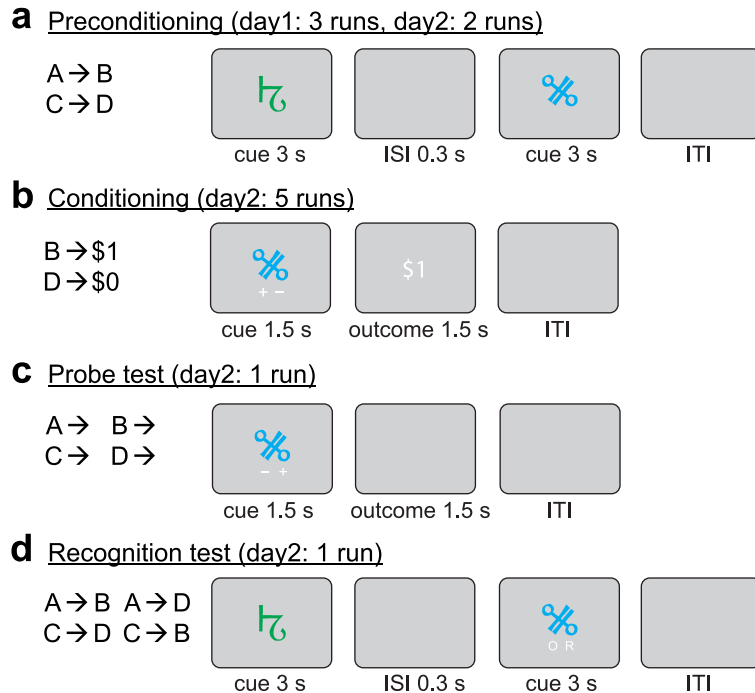 a Preconditioning (day1: 3 runs, day2: 2 runs)
A → B
C → D
cue 3 s ISI 0.3 s cue 3 s ITI
b Conditioning (day2: 5 runs)
B → $1
D → $0
+ − $1
cue 1.5 s outcome 1.5 s ITI
c Probe test (day2: 1 run)
A → B →
C → D →
− +
cue 1.5 s outcome 1.5 s ITI
d Recognition test (day2: 1 run)
A → B A → D
C → D C → B
O R
cue 3 s ISI 0.3 s cue 3 s ITI